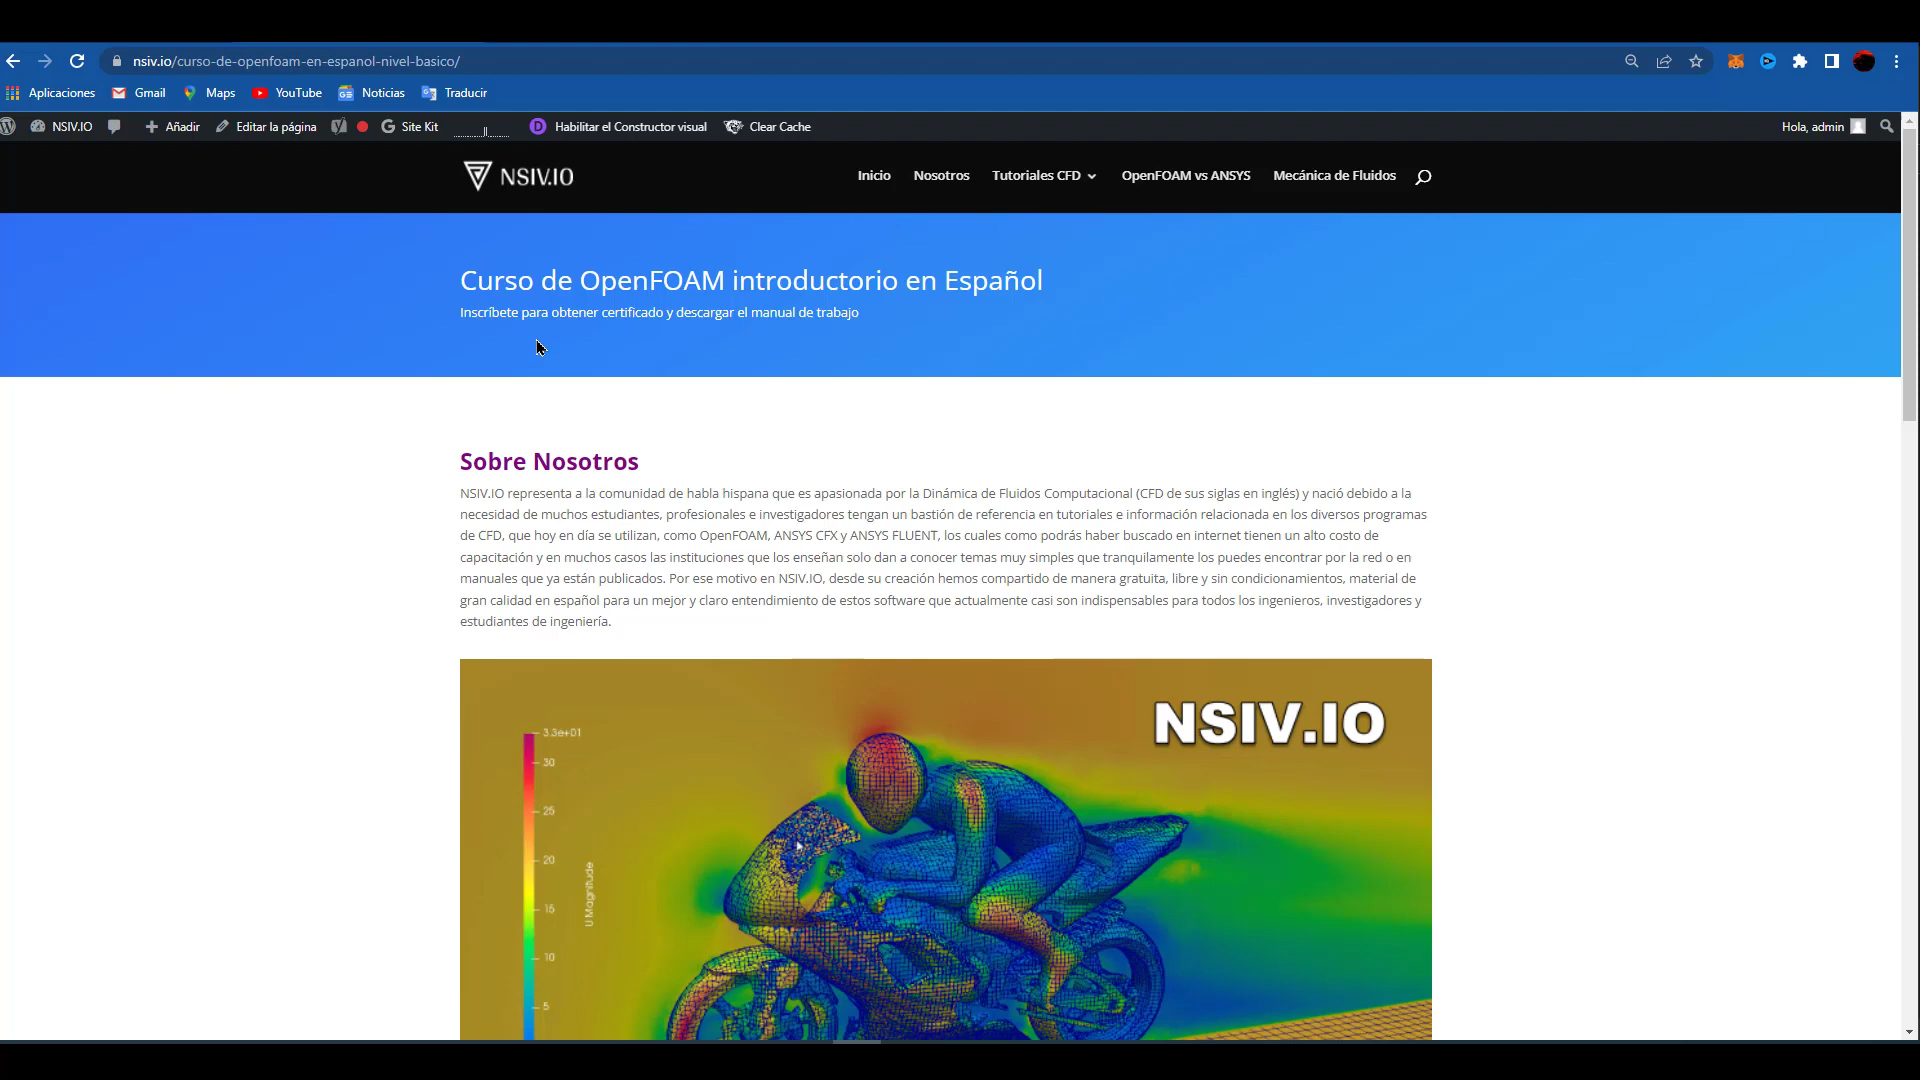 nsiv.io/curso-de-openfoam-en-espanol-nivel-basico/
Aplicaciones Gmail Maps YouTube Noticias Traducir
NSIV.IO Añadir Editar la página Site Kit Habilitar el Constructor visual Clear Cache Hola, admin
NSIV.IO Inicio Nosotros Tutoriales CFD OpenFOAM vs ANSYS Mecánica de Fluidos
Curso de OpenFOAM introductorio en Español
Inscríbete para obtener certificado y descargar el manual de trabajo
Sobre Nosotros
NSIV.IO representa a la comunidad de habla hispana que es apasionada por la Dinámica de Fluidos Computacional (CFD de sus siglas en inglés) y nació debido a la
necesidad de muchos estudiantes, profesionales e investigadores tengan un bastión de referencia en tutoriales e información relacionada en los diversos programas
de CFD, que hoy en día se utilizan, como OpenFOAM, ANSYS CFX y ANSYS FLUENT, los cuales como podrás haber buscado en internet tienen un alto costo de
capacitación y en muchos casos las instituciones que los enseñan solo dan a conocer temas muy simples que tranquilamente los puedes encontrar por la red o en
manuales que ya están publicados. Por ese motivo en NSIV.IO, desde su creación hemos compartido de manera gratuita, libre y sin condicionamientos, material de
gran calidad en español para un mejor y claro entendimiento de estos software que actualmente casi son indispensables para todos los ingenieros, investigadores y
estudiantes de ingeniería.
NSIV.IO
3.3e+01
30
25
20
15
10
5
U Magnitude